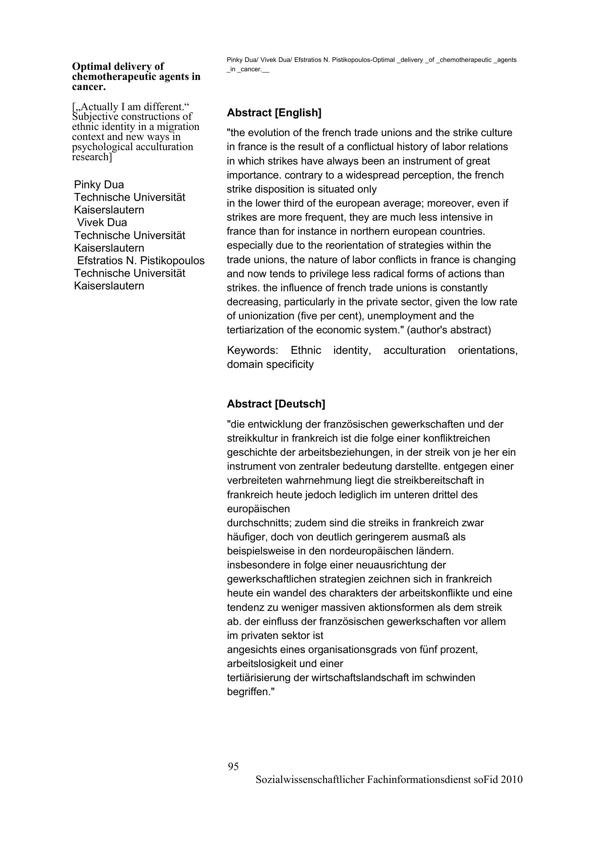 Optimal delivery of
chemotherapeutic agents in
cancer.
[„Actually I am different.“
Subjective constructions of
ethnic identity in a migration
context and new ways in
psychological acculturation
research]
Pinky Dua
Technische Universität
Kaiserslautern
Vivek Dua
Technische Universität
Kaiserslautern
Efstratios N. Pistikopoulos
Technische Universität
Kaiserslautern
Pinky Dua/ Vivek Dua/ Efstratios N. Pistikopoulos-Optimal _delivery _of _chemotherapeutic _agents
_in _cancer.__
Abstract [English]
"the evolution of the french trade unions and the strike culture
in france is the result of a conflictual history of labor relations
in which strikes have always been an instrument of great
importance. contrary to a widespread perception, the french
strike disposition is situated only
in the lower third of the european average; moreover, even if
strikes are more frequent, they are much less intensive in
france than for instance in northern european countries.
especially due to the reorientation of strategies within the
trade unions, the nature of labor conflicts in france is changing
and now tends to privilege less radical forms of actions than
strikes. the influence of french trade unions is constantly
decreasing, particularly in the private sector, given the low rate
of unionization (five per cent), unemployment and the
tertiarization of the economic system." (author's abstract)
Keywords: Ethnic identity, acculturation orientations,
domain specificity
Abstract [Deutsch]
"die entwicklung der französischen gewerkschaften und der
streikkultur in frankreich ist die folge einer konfliktreichen
geschichte der arbeitsbeziehungen, in der streik von je her ein
instrument von zentraler bedeutung darstellte. entgegen einer
verbreiteten wahrnehmung liegt die streikbereitschaft in
frankreich heute jedoch lediglich im unteren drittel des
europäischen
durchschnitts; zudem sind die streiks in frankreich zwar
häufiger, doch von deutlich geringerem ausmaß als
beispielsweise in den nordeuropäischen ländern.
insbesondere in folge einer neuausrichtung der
gewerkschaftlichen strategien zeichnen sich in frankreich
heute ein wandel des charakters der arbeitskonflikte und eine
tendenz zu weniger massiven aktionsformen als dem streik
ab. der einfluss der französischen gewerkschaften vor allem
im privaten sektor ist
angesichts eines organisationsgrads von fünf prozent,
arbeitslosigkeit und einer
tertiärisierung der wirtschaftslandschaft im schwinden
begriffen."
95
Sozialwissenschaftlicher Fachinformationsdienst soFid 2010